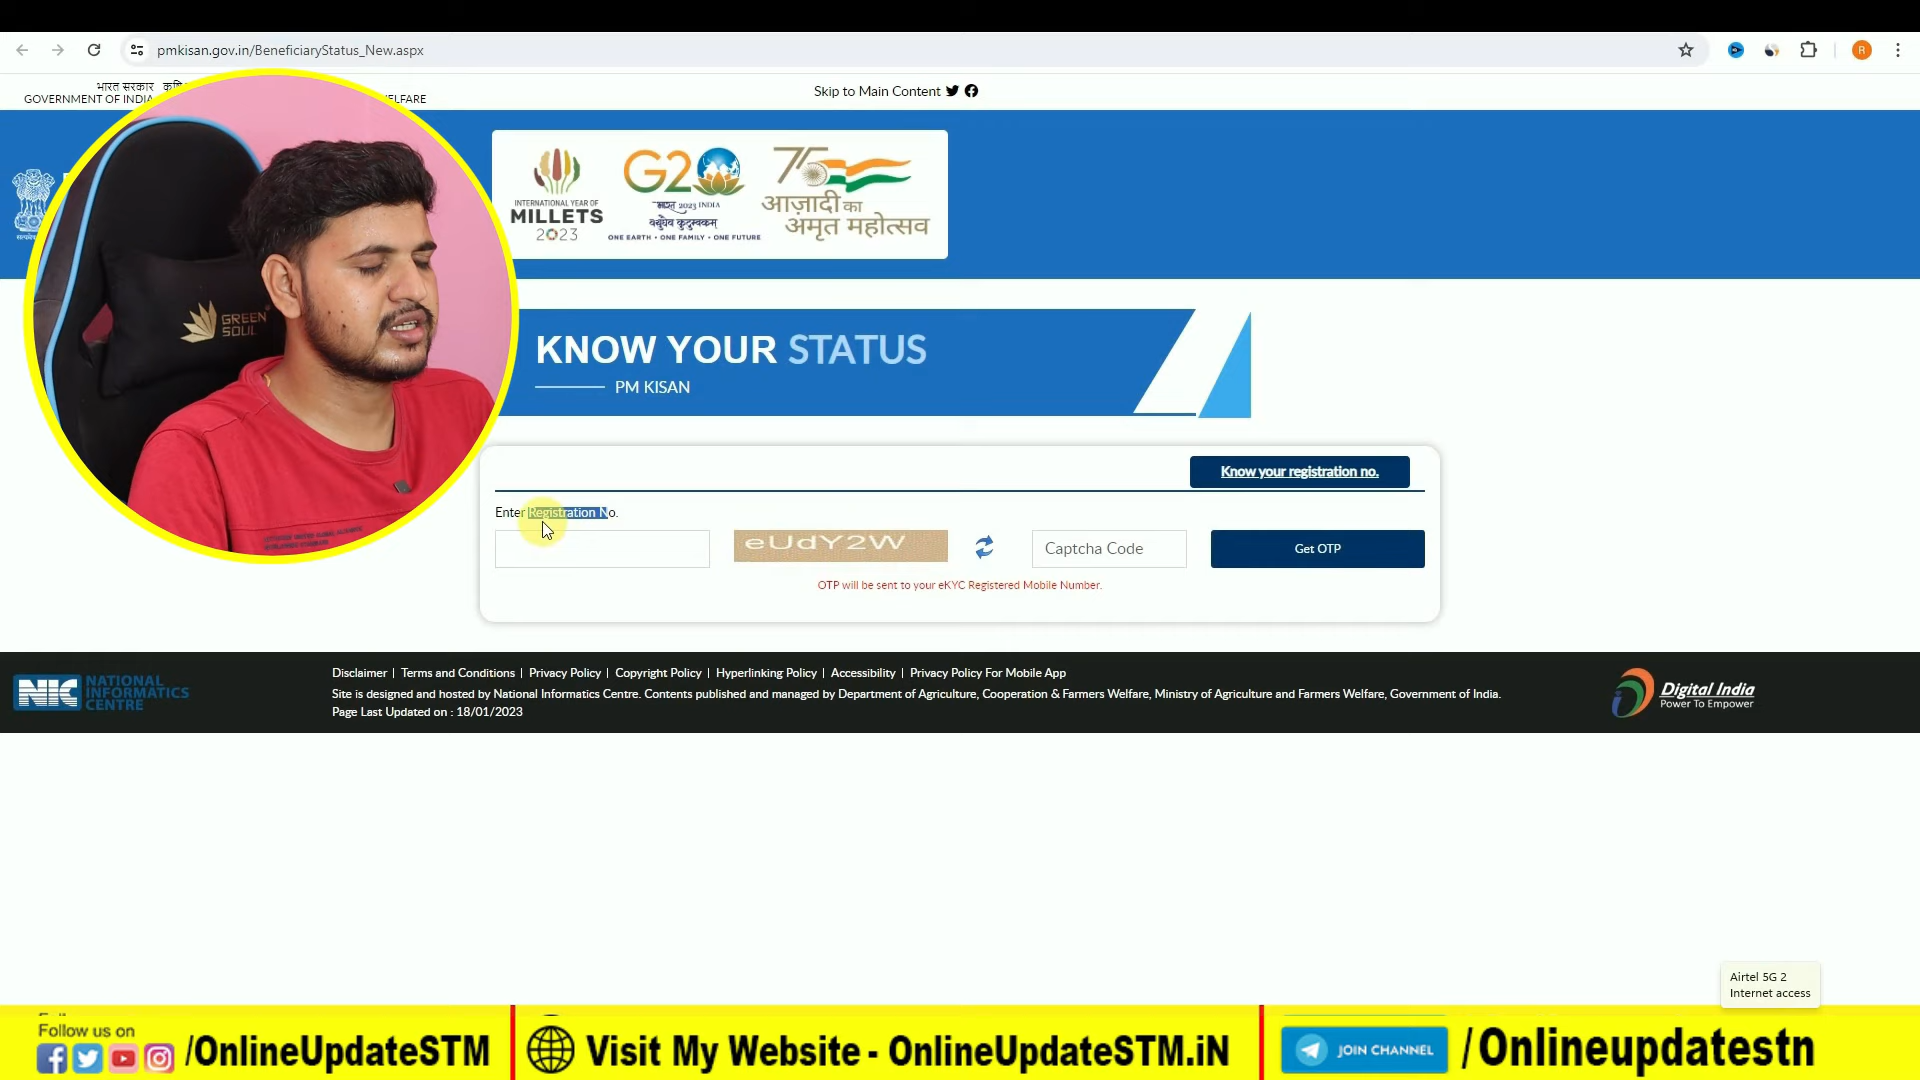 pmkisan.gov.in/BeneficiaryStatus_New.aspx
R
भारत सरकार
GOVERNMENT OF INDIA
Skip to Main Content
INTERNATIONAL YEAR OF
MILLETS
2023
G20
भारत 2023 INDIA
वसुधैव कुटुम्बकम्
ONE EARTH • ONE FAMILY • ONE FUTURE
75
आज़ादी का
अमृत महोत्सव
GREEN
SOUL
KNOW YOUR STATUS
PM KISAN
Know your registration no.
Enter Registration No.
eUdY2W
Captcha Code
Get OTP
OTP will be sent to your eKYC Registered Mobile Number.
NIC NATIONAL
INFORMATICS
CENTRE
Disclaimer | Terms and Conditions | Privacy Policy | Copyright Policy | Hyperlinking Policy | Accessibility | Privacy Policy For Mobile App
Site is designed and hosted by National Informatics Centre. Contents published and managed by Department of Agriculture, Cooperation & Farmers Welfare, Ministry of Agriculture and Farmers Welfare, Government of India.
Page Last Updated on : 18/01/2023
Digital India
Power To Empower
Airtel 5G 2
Internet access
Follow us on
/OnlineUpdateSTM
Visit My Website - OnlineUpdateSTM.iN
JOIN CHANNEL
/Onlineupdatestn